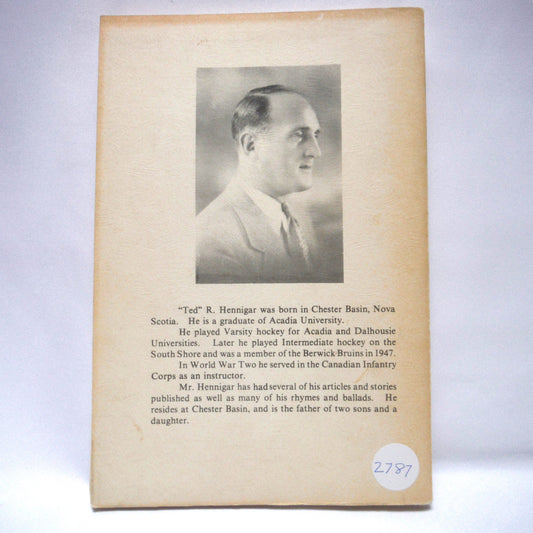 "Ted" R. Hennigar was born in Chester Basin, Nova
Scotia. He is a graduate of Acadia University.
He played Varsity hockey for Acadia and Dalhousie
Universities. Later he played Intermediate hockey on the
South Shore and was a member of the Berwick Bruins in 1947.
In World War Two he served in the Canadian Infantry
Corps as an instructor.
Mr. Hennigar has had several of his articles and stories
published as well as many of his rhymes and ballads. He
resides at Chester Basin, and is the father of two sons and a
daughter.
2787